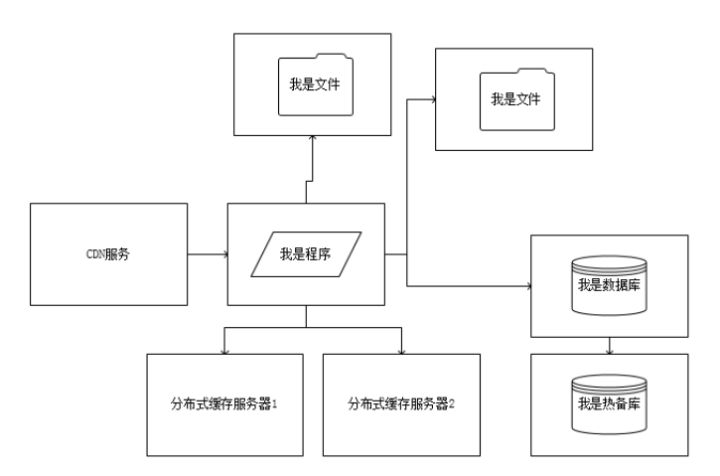 我是文件
我是文件
CDN服务
我是程序
我是数据库
分布式缓存服务器1
分布式缓存服务器2
我是热备库